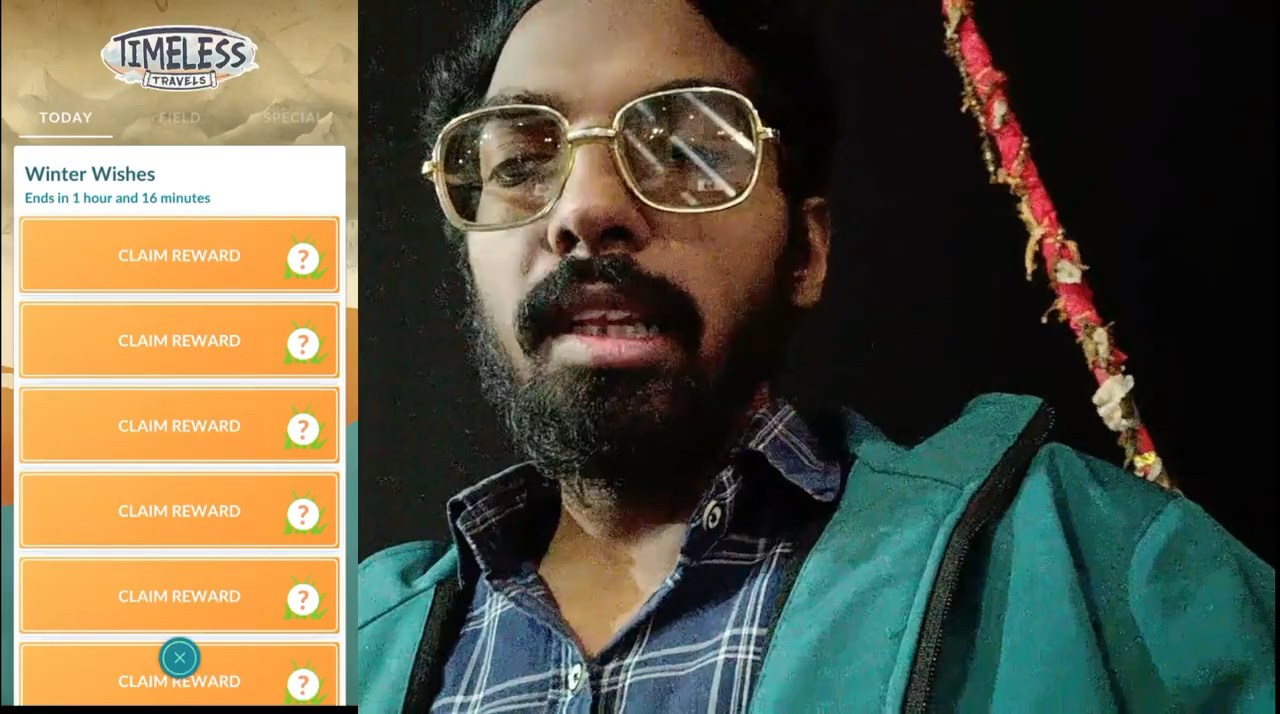 TIMELESS
TRAVELS
TODAY
FIELD
SPECIAL
Winter Wishes
Ends in 1 hour and 16 minutes
CLAIM REWARD ?
CLAIM REWARD ?
CLAIM REWARD ?
CLAIM REWARD ?
CLAIM REWARD ?
CLAIM REWARD ?